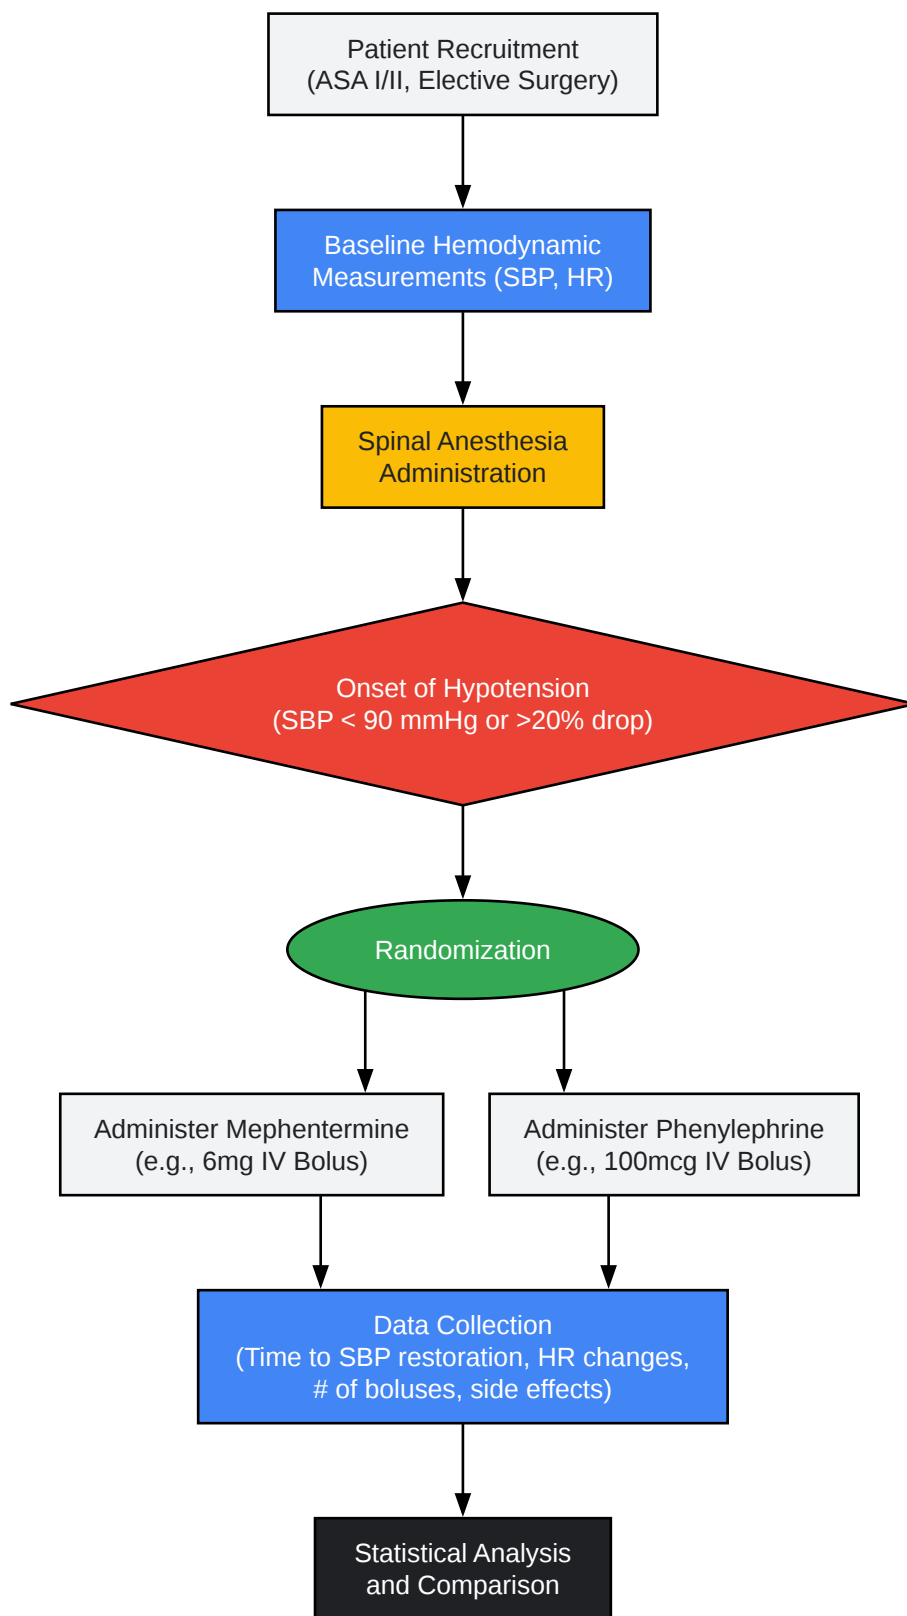 Patient Recruitment
(ASA I/II, Elective Surgery)
Baseline Hemodynamic
Measurements (SBP, HR)
Spinal Anesthesia
Administration
Onset of Hypotension
(SBP < 90 mmHg or >20% drop)
Randomization
Administer Mephentermine
(e.g., 6mg IV Bolus)
Administer Phenylephrine
(e.g., 100mcg IV Bolus)
Data Collection
(Time to SBP restoration, HR changes,
# of boluses, side effects)
Statistical Analysis
and Comparison